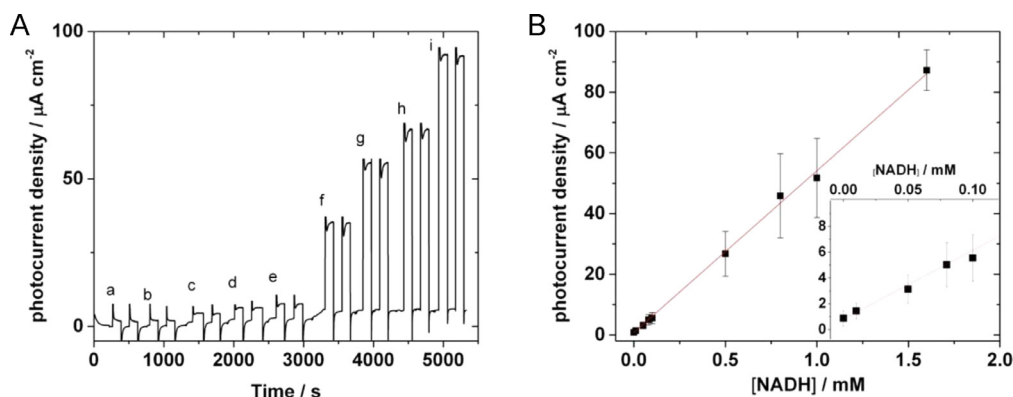 A
photocurrent density / μA cm⁻²
100
50
0
a
b
c
d
e
f
g
h
i
0
1000
2000
3000
4000
5000
Time / s
B
photocurrent density / μA cm⁻²
100
80
60
40
20
0
0.0
0.5
1.0
1.5
2.0
[NADH] / mM
[NADH] / mM
0.00
0.05
0.10
8
6
4
2
0